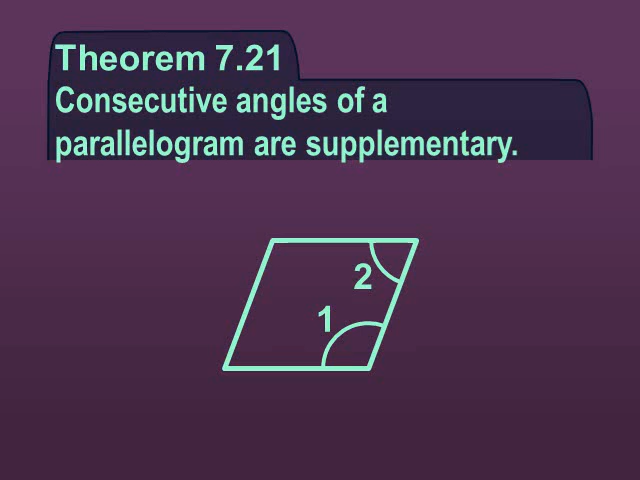 Theorem 7.21
Consecutive angles of a
parallelogram are supplementary.
2
1